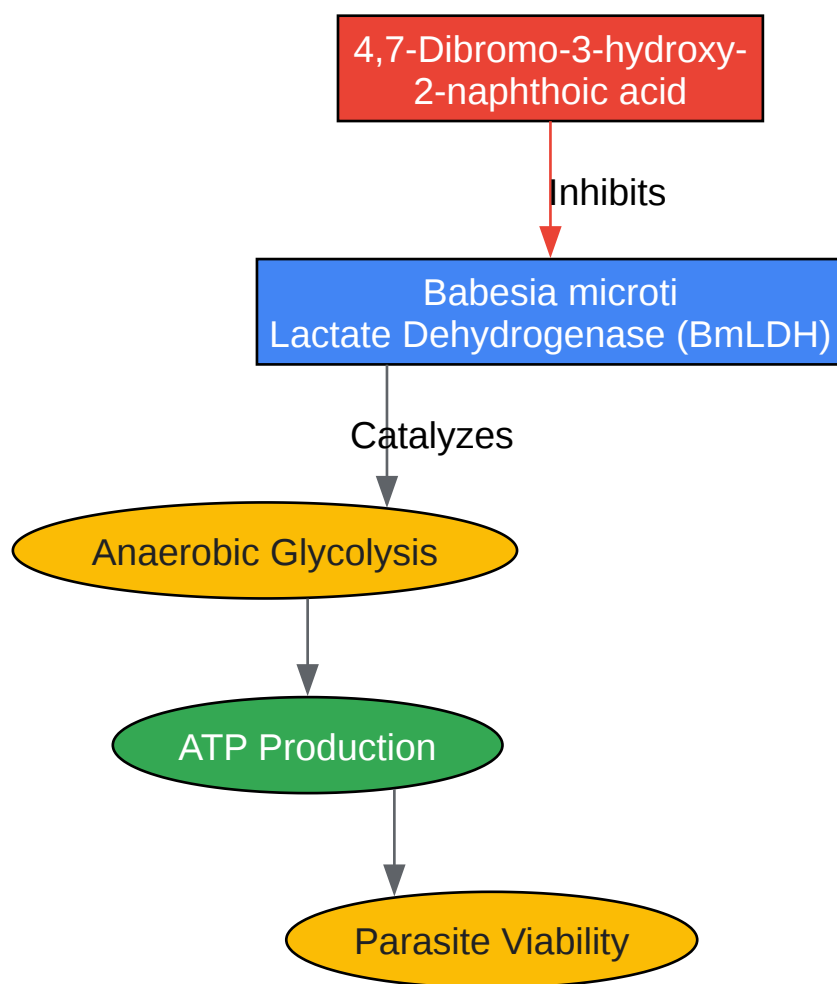 4,7-Dibromo-3-hydroxy-
2-naphthoic acid
Inhibits
Babesia microti
Lactate Dehydrogenase (BmLDH)
Catalyzes
Anaerobic Glycolysis
ATP Production
Parasite Viability